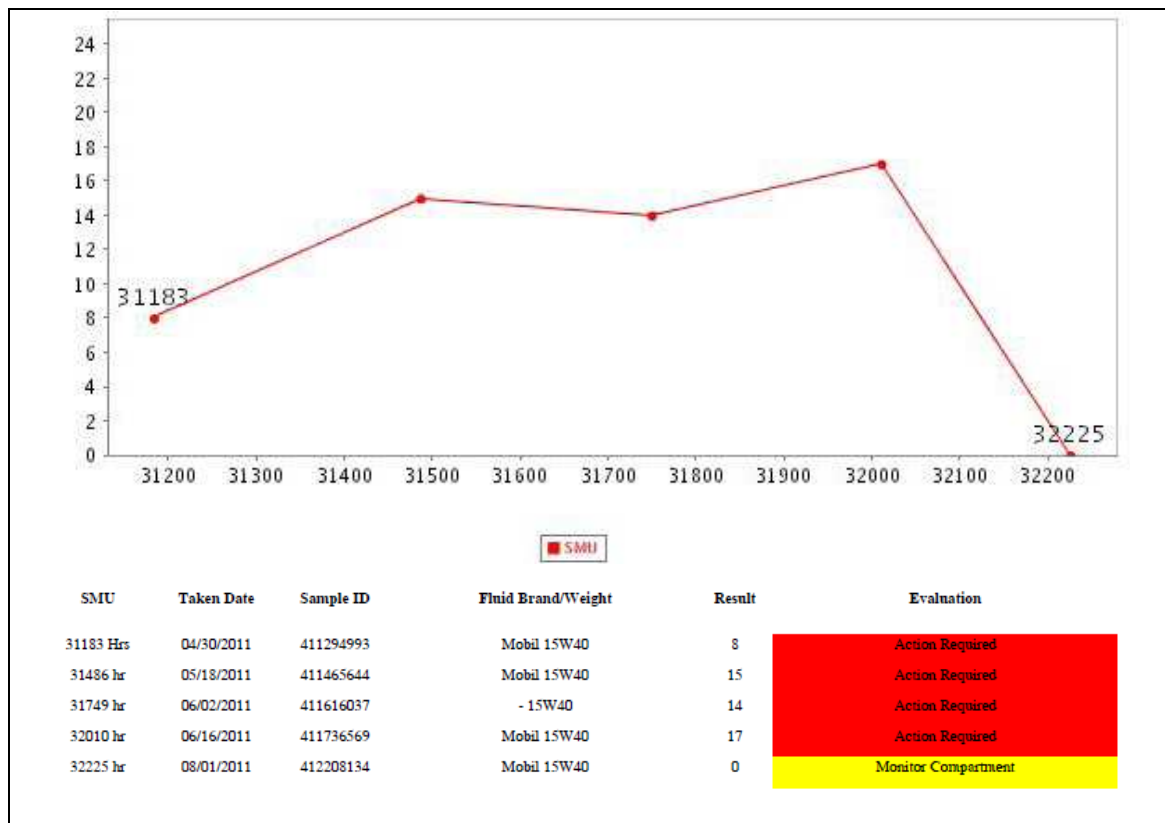 24
22
20
18
16
14
12
10
31183
8
6
4
2
32225
0
31200 31300 31400 31500 31600 31700 31800 31900 32000 32100 32200
SMU
SMU Taken Date Sample ID Fluid Brand/Weight Result Evaluation
31183 Hrs 04/30/2011 411294993 Mobil 15W40 8 Action Required
31486 hr 05/18/2011 411465644 Mobil 15W40 15 Action Required
31749 hr 06/02/2011 411616037 - 15W40 14 Action Required
32010 hr 06/16/2011 411736569 Mobil 15W40 17 Action Required
32225 hr 08/01/2011 412208134 Mobil 15W40 0 Monitor Compartment